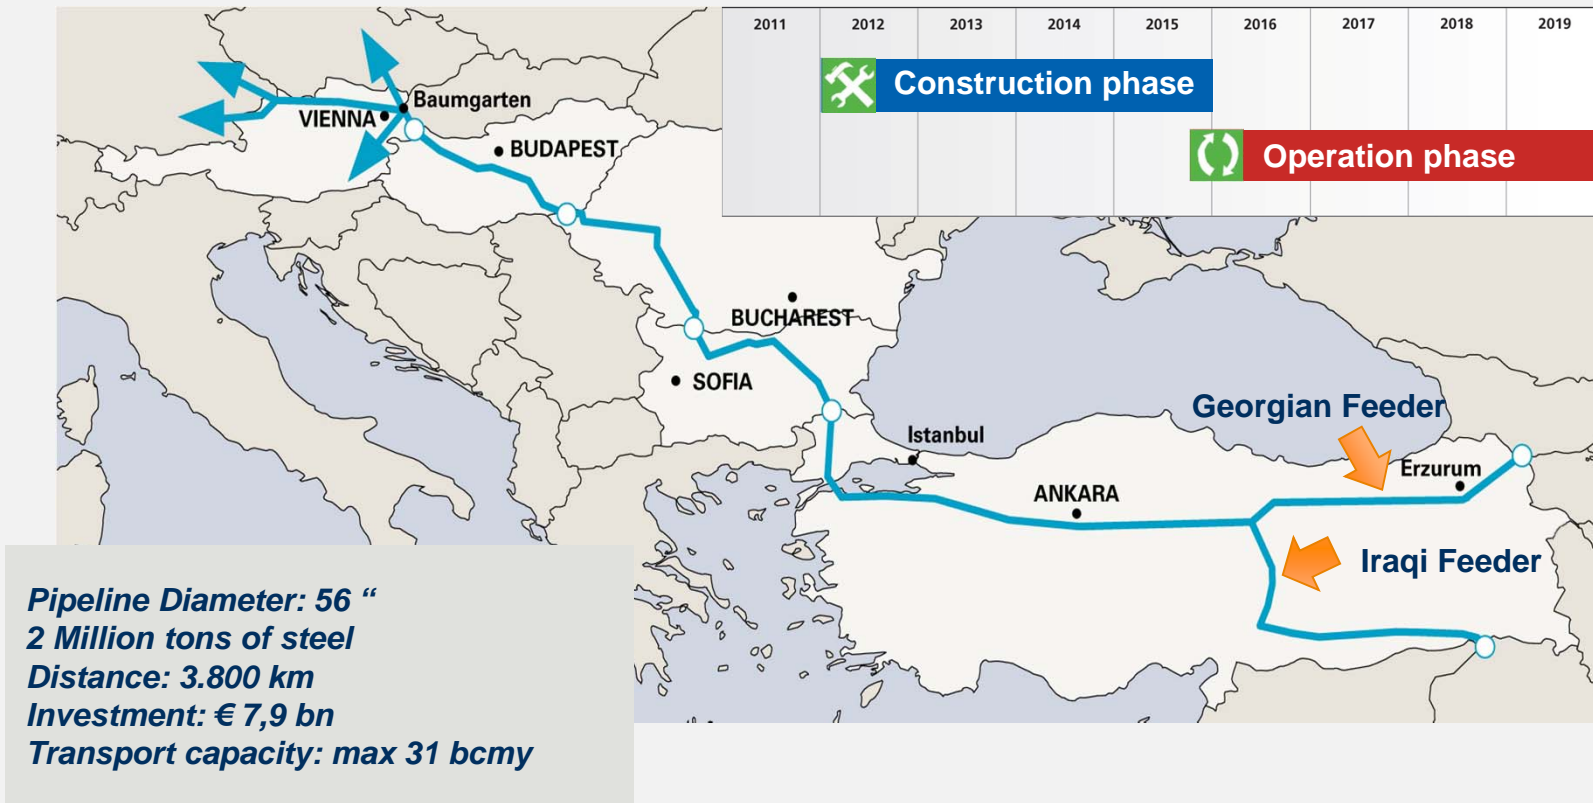 2011 2012 2013 2014 2015 2016 2017 2018 2019
Construction phase
Operation phase
Baumgarten
VIENNA
BUDAPEST
BUCHAREST
SOFIA
Istanbul
ANKARA
Georgian Feeder
Erzurum
Iraqi Feeder
Pipeline Diameter: 56 “
2 Million tons of steel
Distance: 3.800 km
Investment: € 7,9 bn
Transport capacity: max 31 bcmy